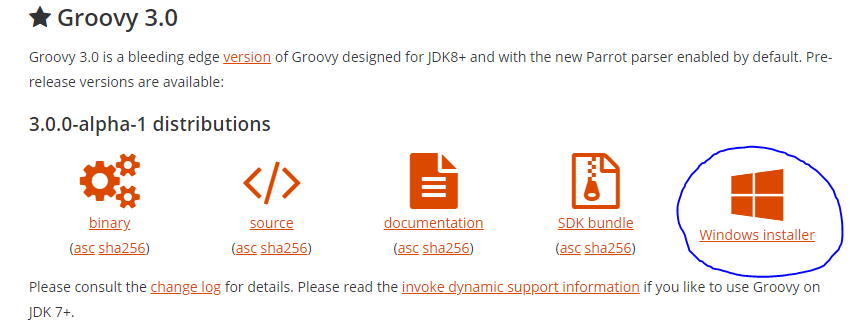 Groovy 3.0
Groovy 3.0 is a bleeding edge version of Groovy designed for JDK8+ and with the new Parrot parser enabled by default. Pre-
release versions are available:
3.0.0-alpha-1 distributions
binary
(asc sha256)
source
(asc sha256)
documentation
(asc sha256)
SDK bundle
(asc sha256)
Windows installer
Please consult the change log for details. Please read the invoke dynamic support information if you like to use Groovy on
JDK 7+.